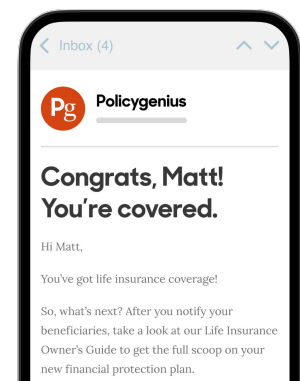 Inbox (4)
Pg
Policygenius
Congrats, Matt!
You're covered.
Hi Matt,
You've got life insurance coverage!
So, what's next? After you notify your
beneficiaries, take a look at our Life Insurance
Owner's Guide to get the full scoop on your
new financial protection plan.